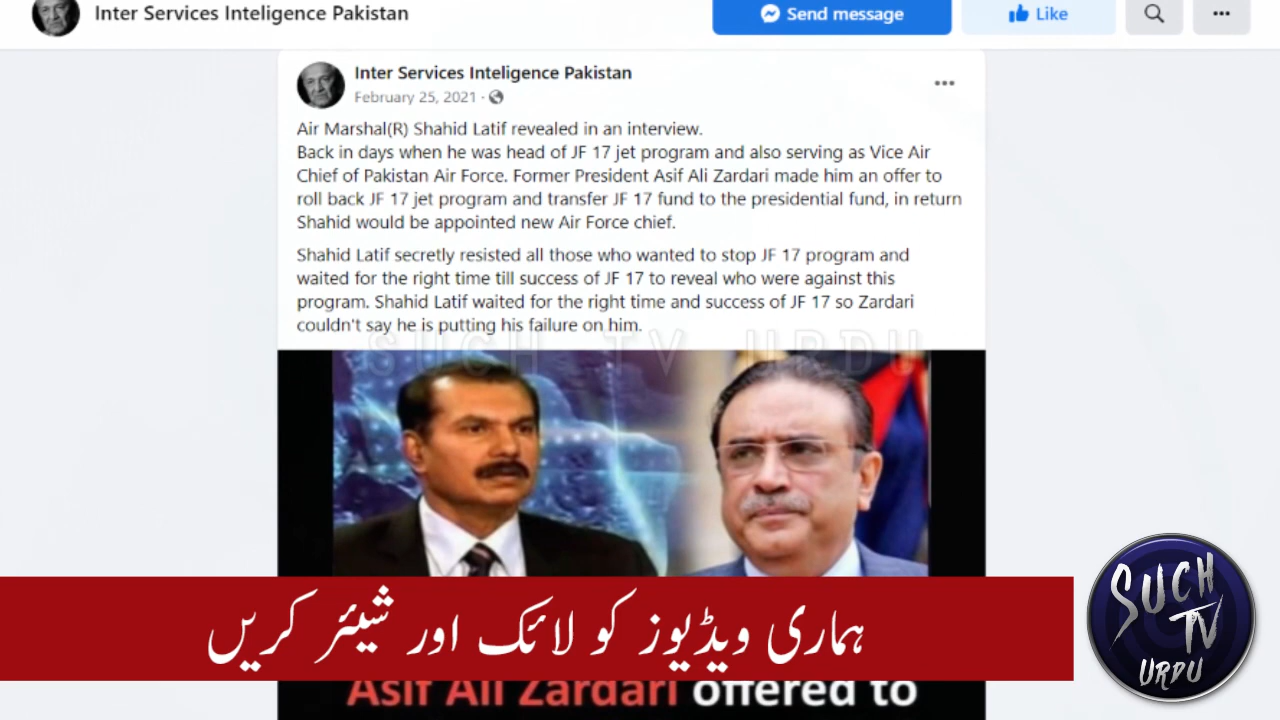 Inter Services Inteligence Pakistan
Send message
Like
Inter Services Inteligence Pakistan
February 25, 2021
Air Marshal(R) Shahid Latif revealed in an interview.
Back in days when he was head of JF 17 jet program and also serving as Vice Air
Chief of Pakistan Air Force. Former President Asif Ali Zardari made him an offer to
roll back JF 17 jet program and transfer JF 17 fund to the presidential fund, in return
Shahid would be appointed new Air Force chief.
Shahid Latif secretly resisted all those who wanted to stop JF 17 program and
waited for the right time till success of JF 17 to reveal who were against this
program. Shahid Latif waited for the right time and success of JF 17 so Zardari
couldn't say he is putting his failure on him.
SUCH TV URDU
ہماری ویڈیوز کو لائک اور شیئر کریں
SUCH
TV
URDU
Asif Ali Zardari offered to